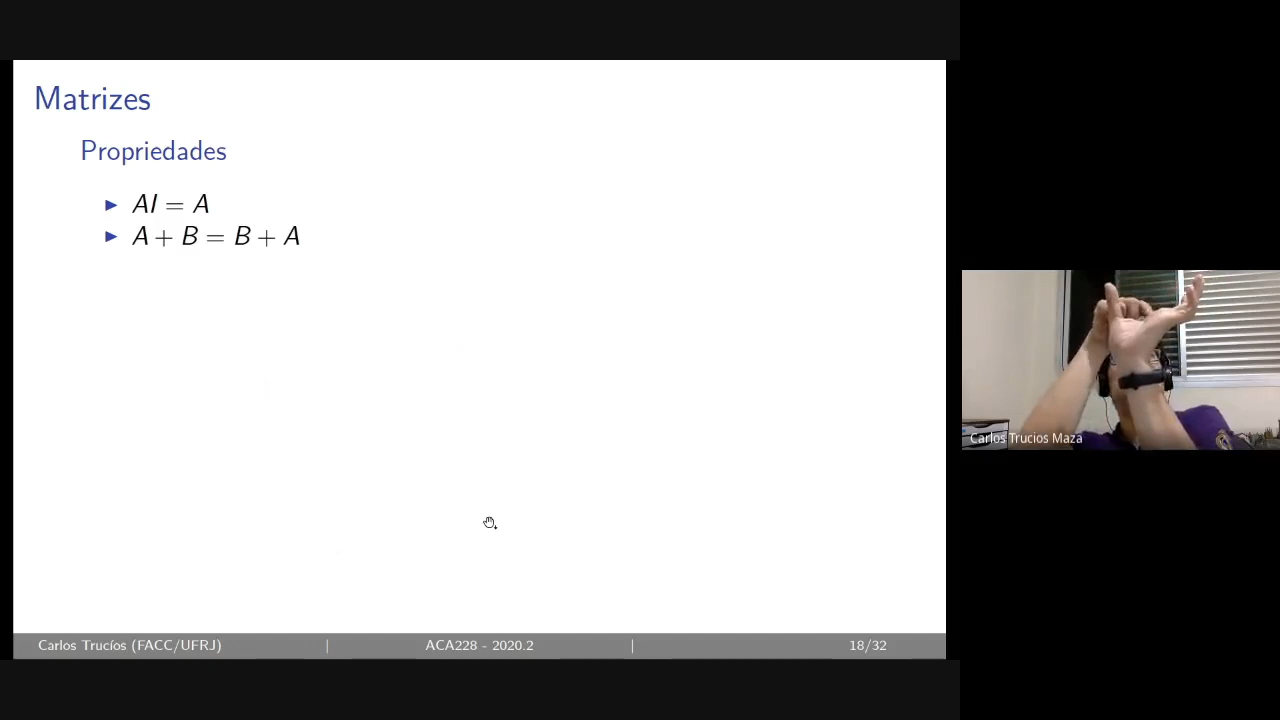 Matrizes
Propriedades
▶ AI = A
▶ A + B = B + A
Carlos Trucíos (FACC/UFRJ) | ACA228 - 2020.2 | 18/32
Carlos Trucios Maza